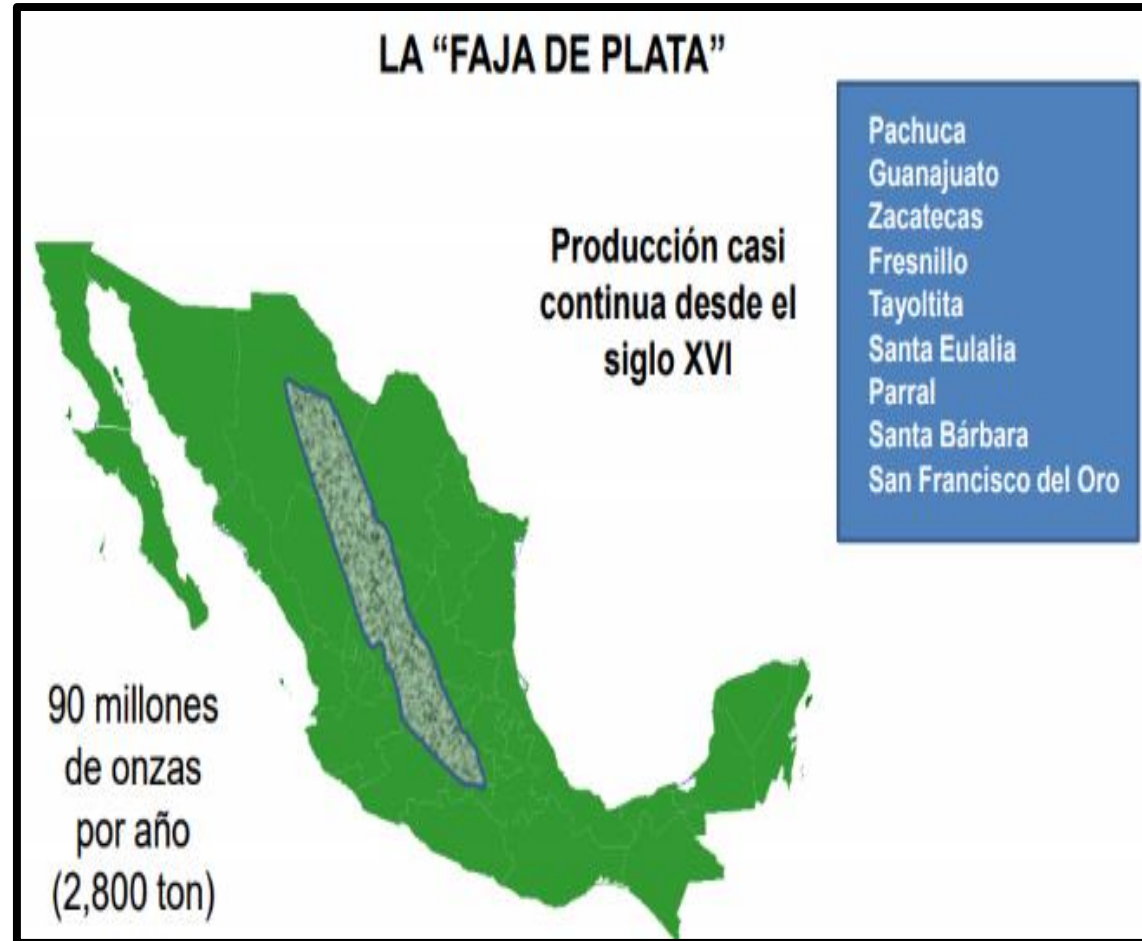 LA “FAJA DE PLATA”
Producción casi
continua desde el
siglo XVI
Pachuca
Guanajuato
Zacatecas
Fresnillo
Tayoltita
Santa Eulalia
Parral
Santa Bárbara
San Francisco del Oro
90 millones
de onzas
por año
(2,800 ton)